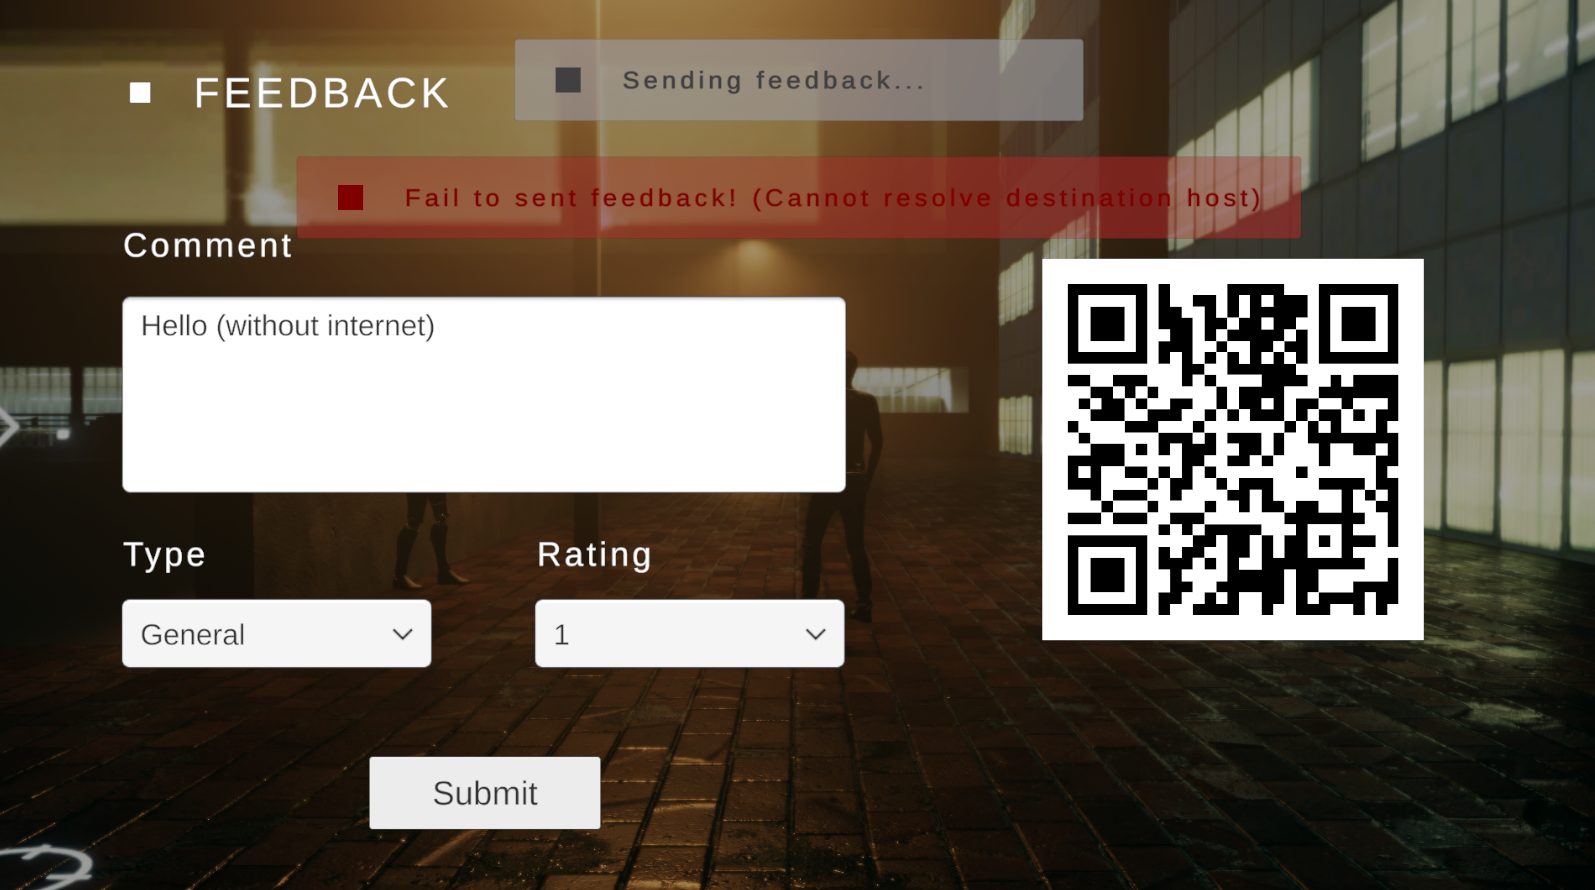 FEEDBACK
Sending feedback...
Fail to sent feedback! (Cannot resolve destination host)
Comment
Hello (without internet)
Type
Rating
General
1
Submit